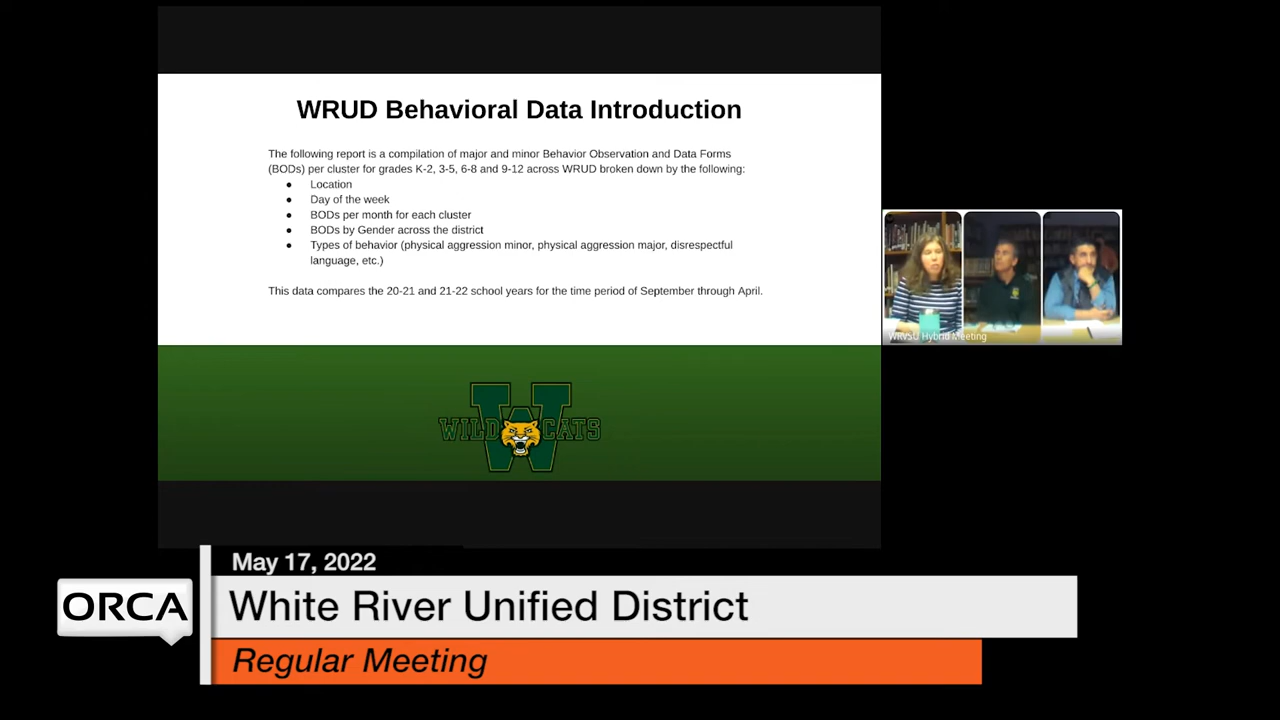 WRUD Behavioral Data Introduction
The following report is a compilation of major and minor Behavior Observation and Data Forms
(BODs) per cluster for grades K-2, 3-5, 6-8 and 9-12 across WRUD broken down by the following:
● Location
● Day of the week
● BODs per month for each cluster
● BODs by Gender across the district
● Types of behavior (physical aggression minor, physical aggression major, disrespectful
language, etc.)
This data compares the 20-21 and 21-22 school years for the time period of September through April.
WRVSU Hybrid Meeting
WILD CATS
May 17, 2022
ORCA
White River Unified District
Regular Meeting